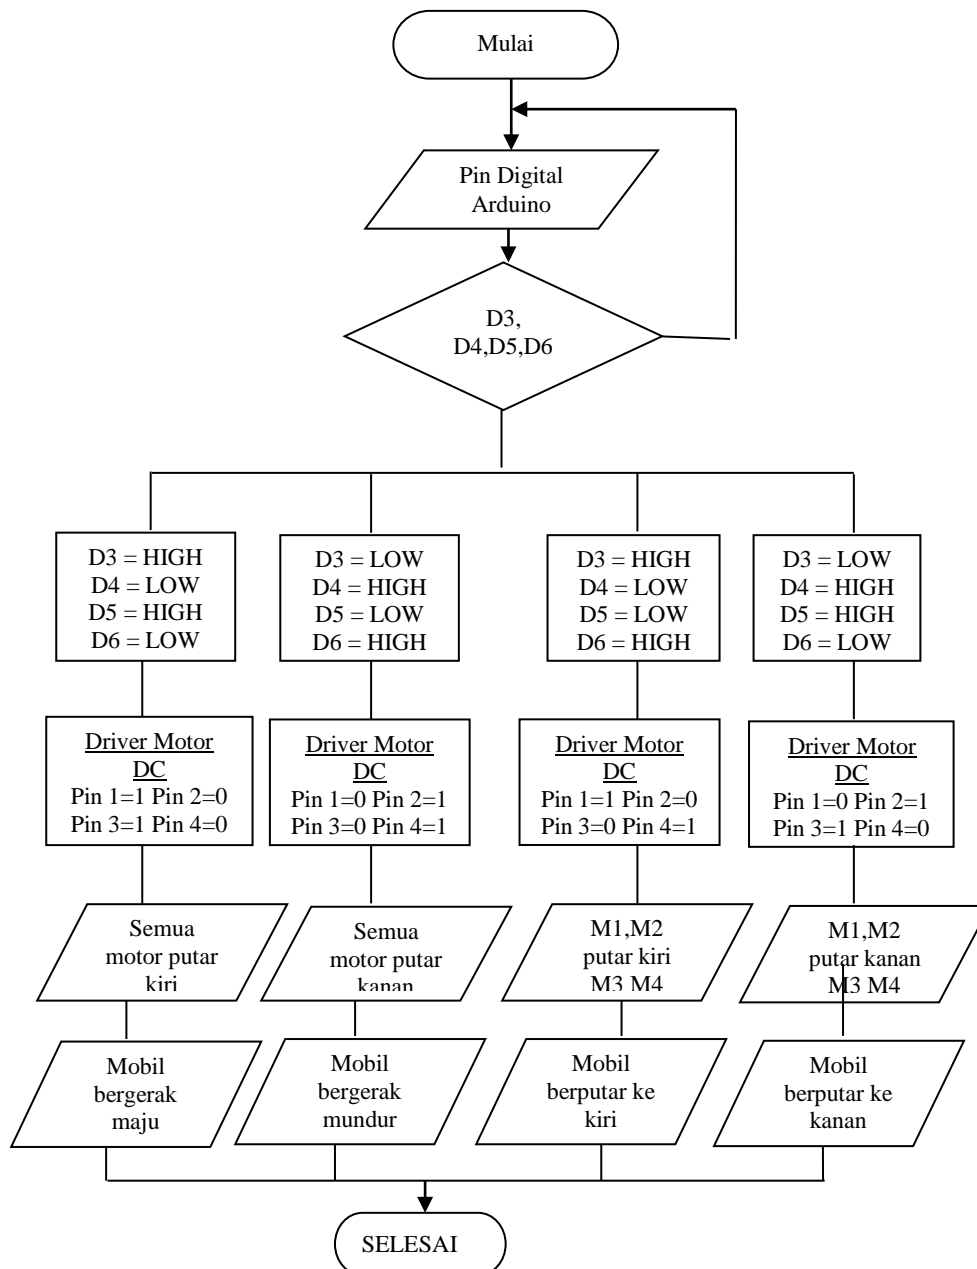 Mulai
Pin Digital
Arduino
D3,
D4,D5,D6
D3 = HIGH
D4 = LOW
D5 = HIGH
D6 = LOW
D3 = LOW
D4 = HIGH
D5 = LOW
D6 = HIGH
D3 = HIGH
D4 = LOW
D5 = LOW
D6 = HIGH
D3 = LOW
D4 = HIGH
D5 = HIGH
D6 = LOW
Driver Motor
DC
Pin 1=1 Pin 2=0
Pin 3=1 Pin 4=0
Driver Motor
DC
Pin 1=0 Pin 2=1
Pin 3=0 Pin 4=1
Driver Motor
DC
Pin 1=1 Pin 2=0
Pin 3=0 Pin 4=1
Driver Motor
DC
Pin 1=0 Pin 2=1
Pin 3=1 Pin 4=0
Semua
motor putar
kiri
Semua
motor putar
kanan
M1,M2
putar kiri
M3 M4
M1,M2
putar kanan
M3 M4
Mobil
bergerak
maju
Mobil
bergerak
mundur
Mobil
berputar ke
kiri
Mobil
berputar ke
kanan
SELESAI